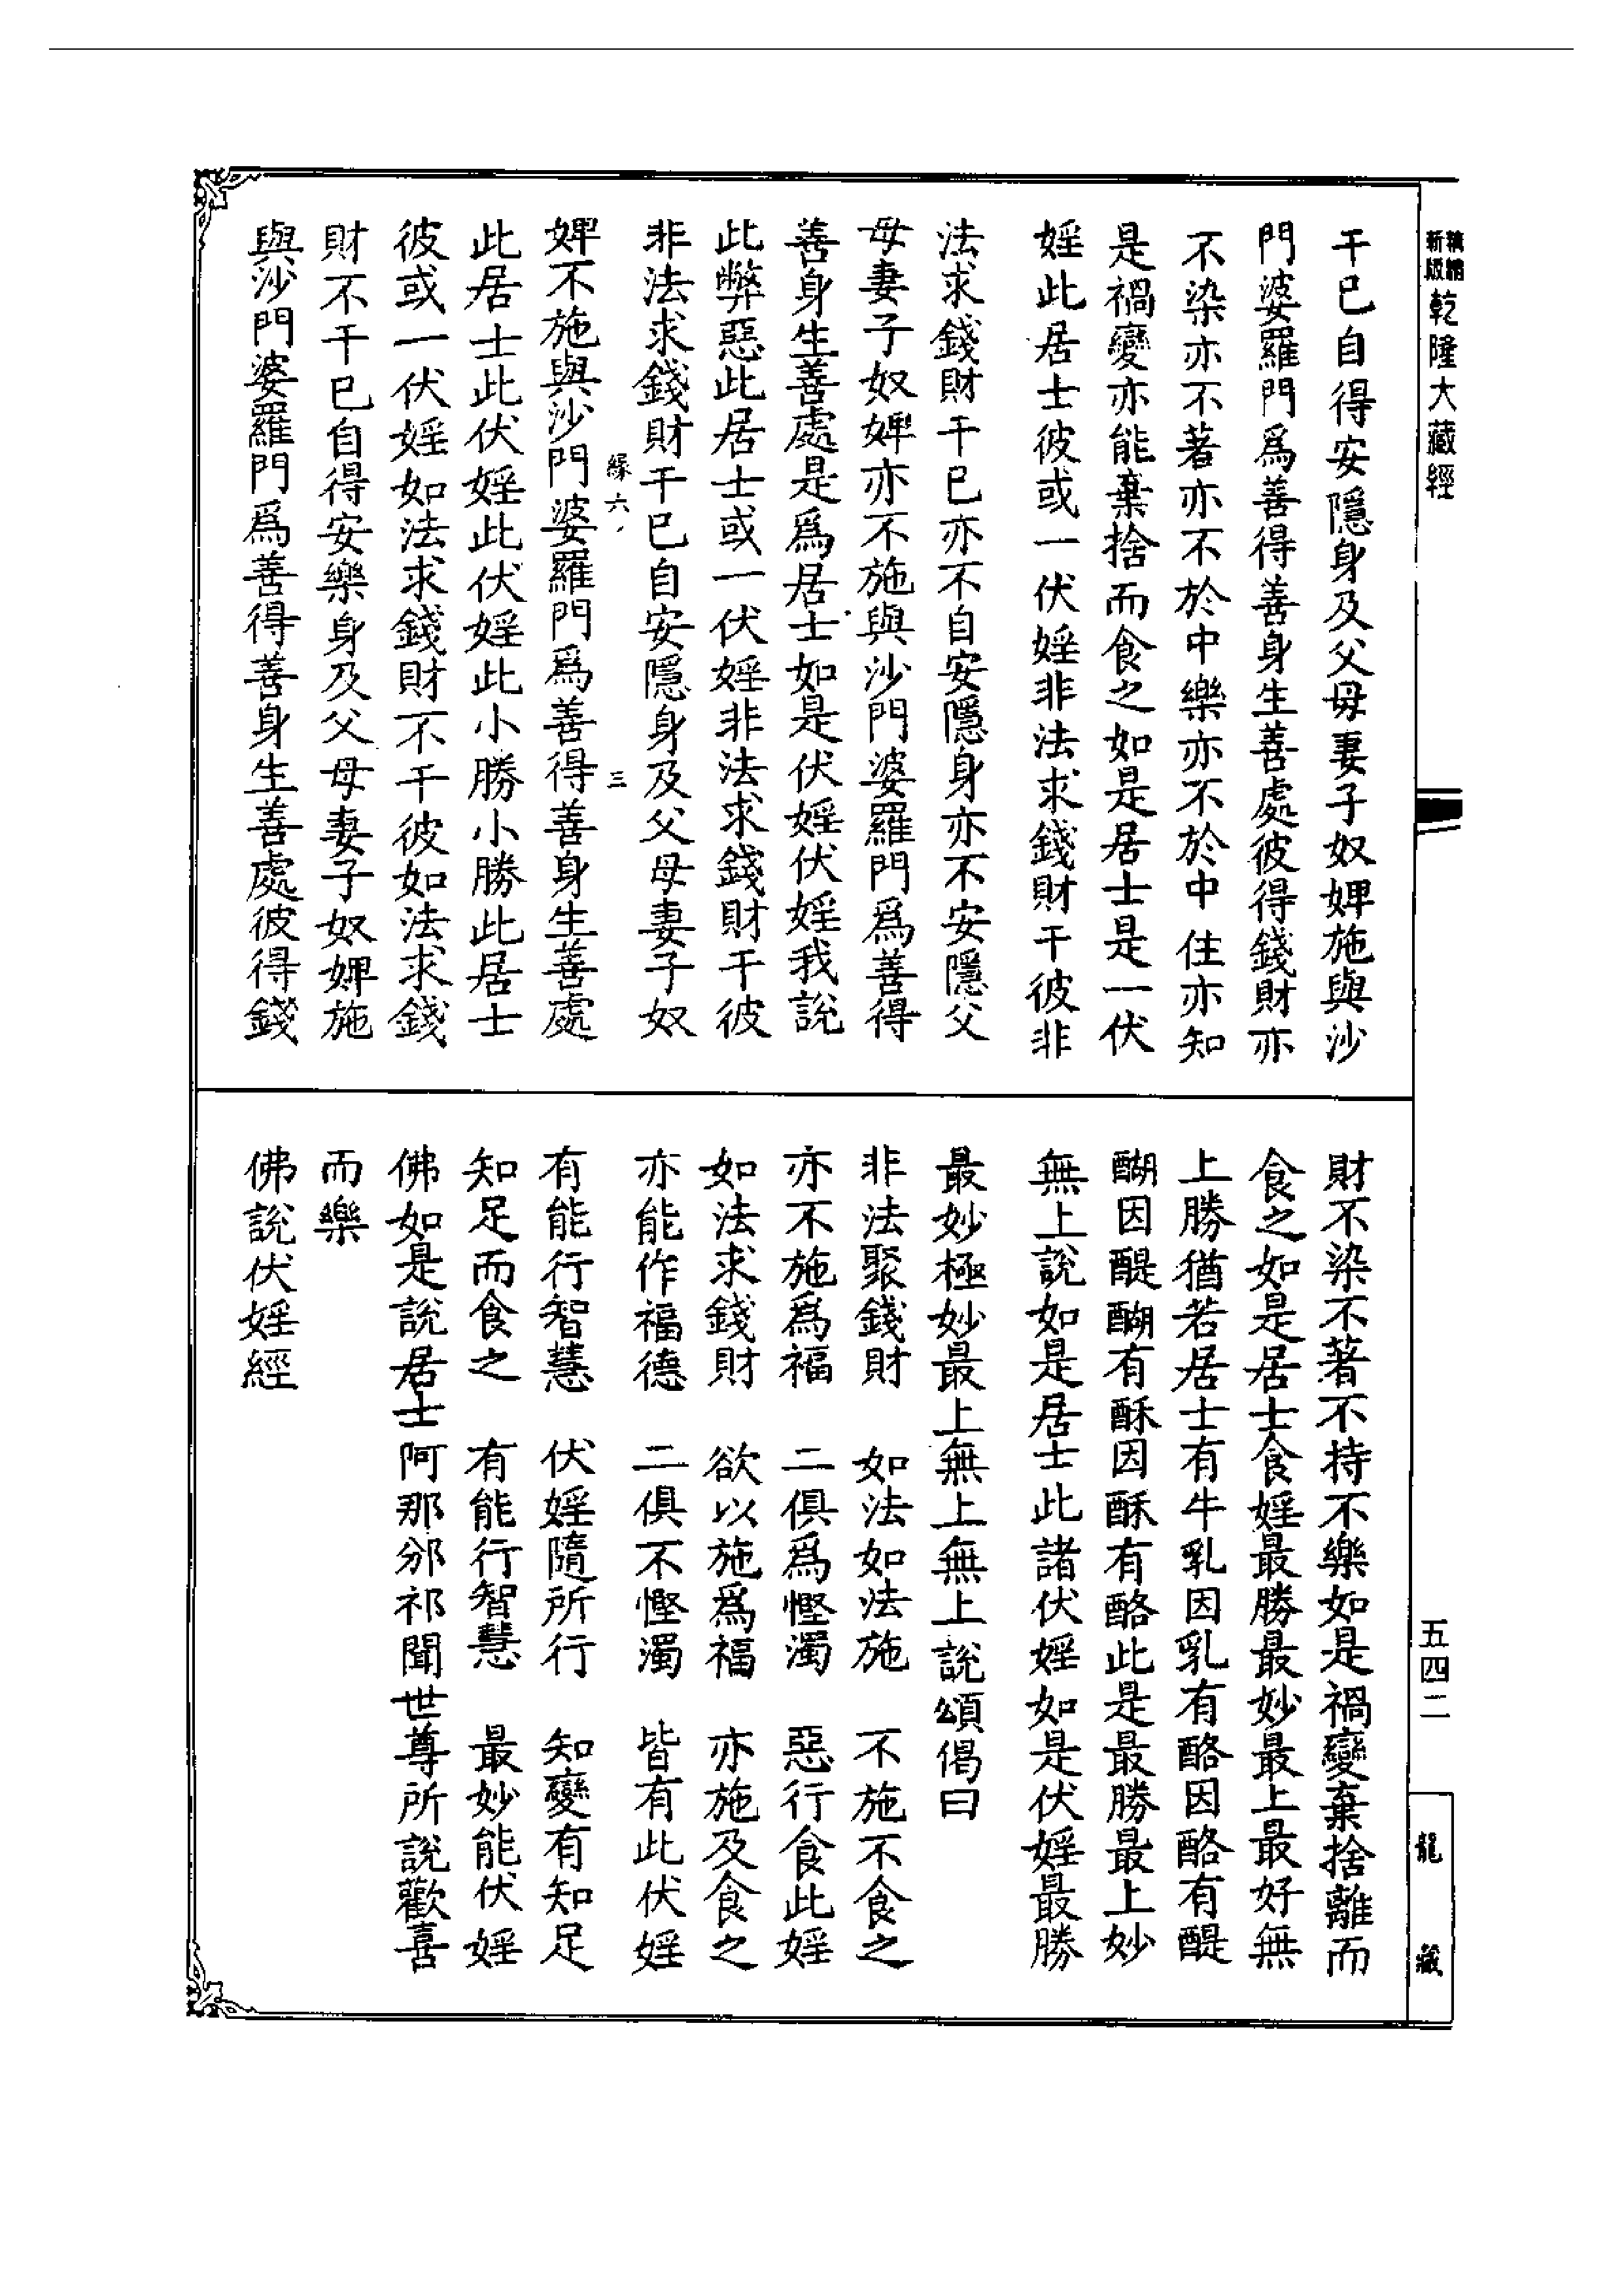 新版
精縮
乾隆大藏經
干已自得安隱身及父母妻子奴婢施與沙
門婆羅門爲善得善身生善處彼得錢財亦
不染亦不著亦不於中樂亦不於中住亦知
是禍變亦能棄捨而食之如是居士是一伏
婬此居士彼或一伏婬非法求錢財干彼非
法求錢財干已亦不自安隱身亦不安隱父
母妻子奴婢亦不施與沙門婆羅門爲善得
善身生善處是爲居士如是伏婬伏婬我說
此弊惡此居士或一伏婬非法求錢財干彼
非法求錢財干已自安隱身及父母妻子奴
緣六
三
婢不施與沙門婆羅門爲善得善身生善處
此居士此伏婬此伏婬此小勝小勝此居士
彼或一伏婬如法求錢財不干彼如法求錢
財不干已自得安樂身及父母妻子奴婢施
與沙門婆羅門爲善得善身生善處彼得錢
財不染不著不持不樂如是禍變棄捨離而
食之如是居士食婬最勝最妙最上最好無
上勝猶若居士有牛乳因乳有酪因酪有醍
醐因醍醐有酥因酥有酪此是最勝最上妙
無上說如是居士此諸伏婬如是伏婬最勝
最妙極妙最上無上無上說頌偈曰
非法聚錢財 如法如法施 不施不食之
亦不施爲福 二俱爲慳濁 惡行食此婬
如法求錢財 欲以施爲福 亦施及食之
亦能作福德 二俱不慳濁 皆有此伏婬
有能行智慧 伏婬隨所行 知變有知足
知足而食之 有能行智慧 最妙能伏婬
佛如是說居士阿那邠祁聞世尊所說歡喜
而樂
佛說伏婬經
五四二
龍藏